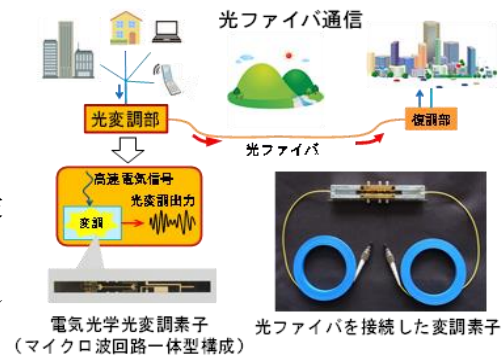 光ファイバ通信
光変調部
復調部
光ファイバ
高速電気信号
光変調出力
変調
電気光学光変調素子
(マイクロ波回路一体型構成)
光ファイバを接続した変調素子